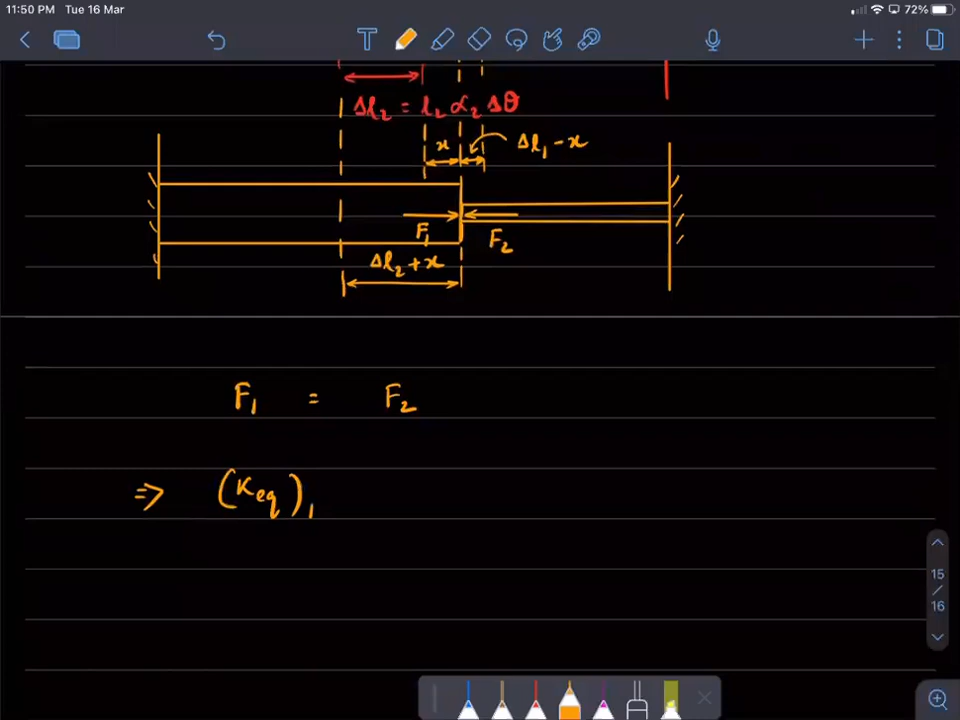 11:50 PM Tue 16 Mar 72%
Δl₂ = l₂ α₂ Δθ
x Δl₁ - x
F₁ F₂
Δl₂ + x
F₁ = F₂
⇒ (Keq)₁
15
/
16